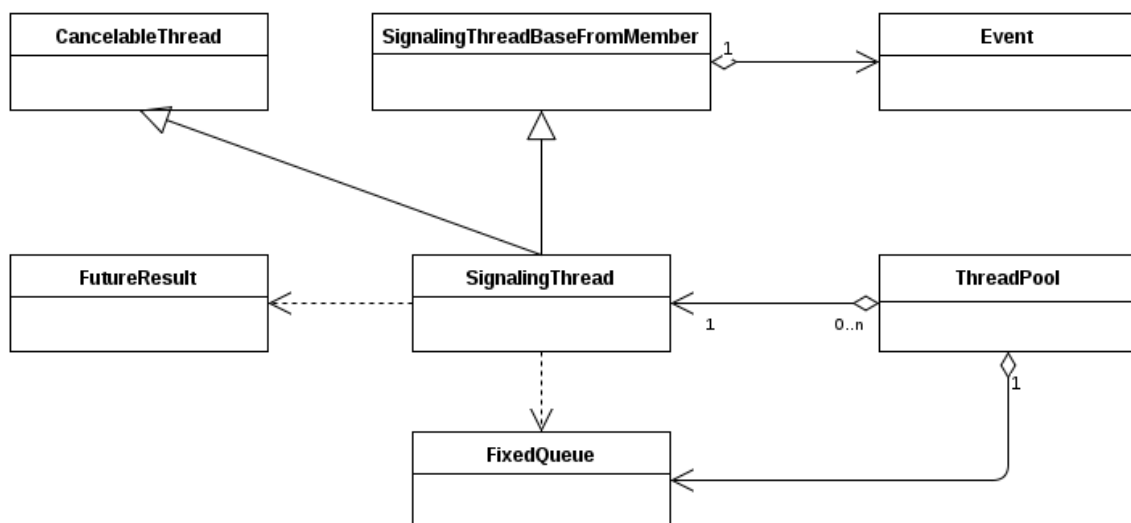 CancelableThread
SignalingThreadBaseFromMember
1
Event
FutureResult
SignalingThread
1
0..n
ThreadPool
1
FixedQueue